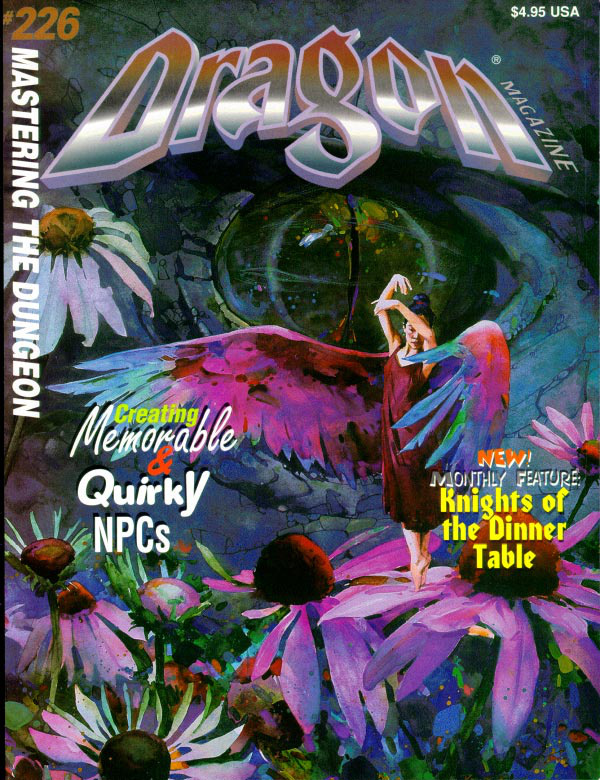 #226
$4.95 USA
Dragon®
MAGAZINE
MASTERING THE DUNGEON
Creating
Memorable
&
Quirky
NPCs
NEW!
MONTHLY FEATURE:
Knights of
the Dinner
Table